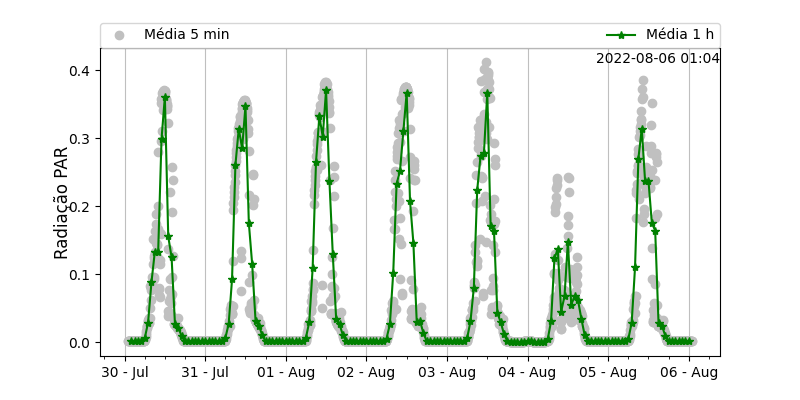 Média 5 min
Média 1 h
2022-08-06 01:04
Radiação PAR
0.4
0.3
0.2
0.1
0.0
30 - Jul
31 - Jul
01 - Aug
02 - Aug
03 - Aug
04 - Aug
05 - Aug
06 - Aug